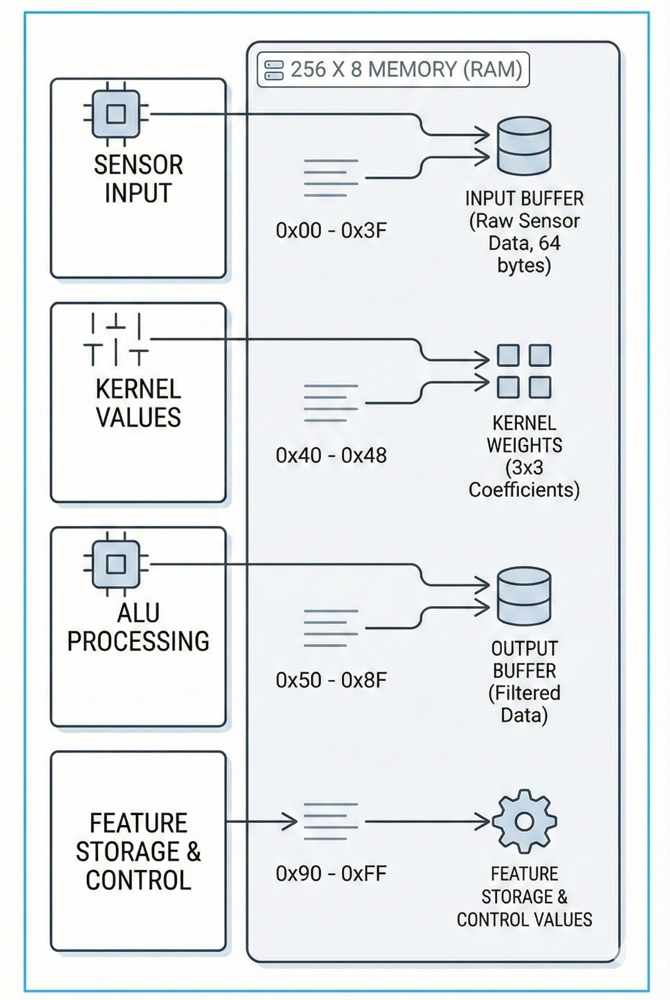 256 X 8 MEMORY (RAM)
SENSOR
INPUT
0x00 - 0x3F
INPUT BUFFER
(Raw Sensor
Data, 64
bytes)
KERNEL
VALUES
0x40 - 0x48
KERNEL
WEIGHTS
(3x3
Coefficients)
ALU
PROCESSING
0x50 - 0x8F
OUTPUT
BUFFER
(Filtered
Data)
FEATURE
STORAGE &
CONTROL
0x90 - 0xFF
FEATURE
STORAGE &
CONTROL VALUES